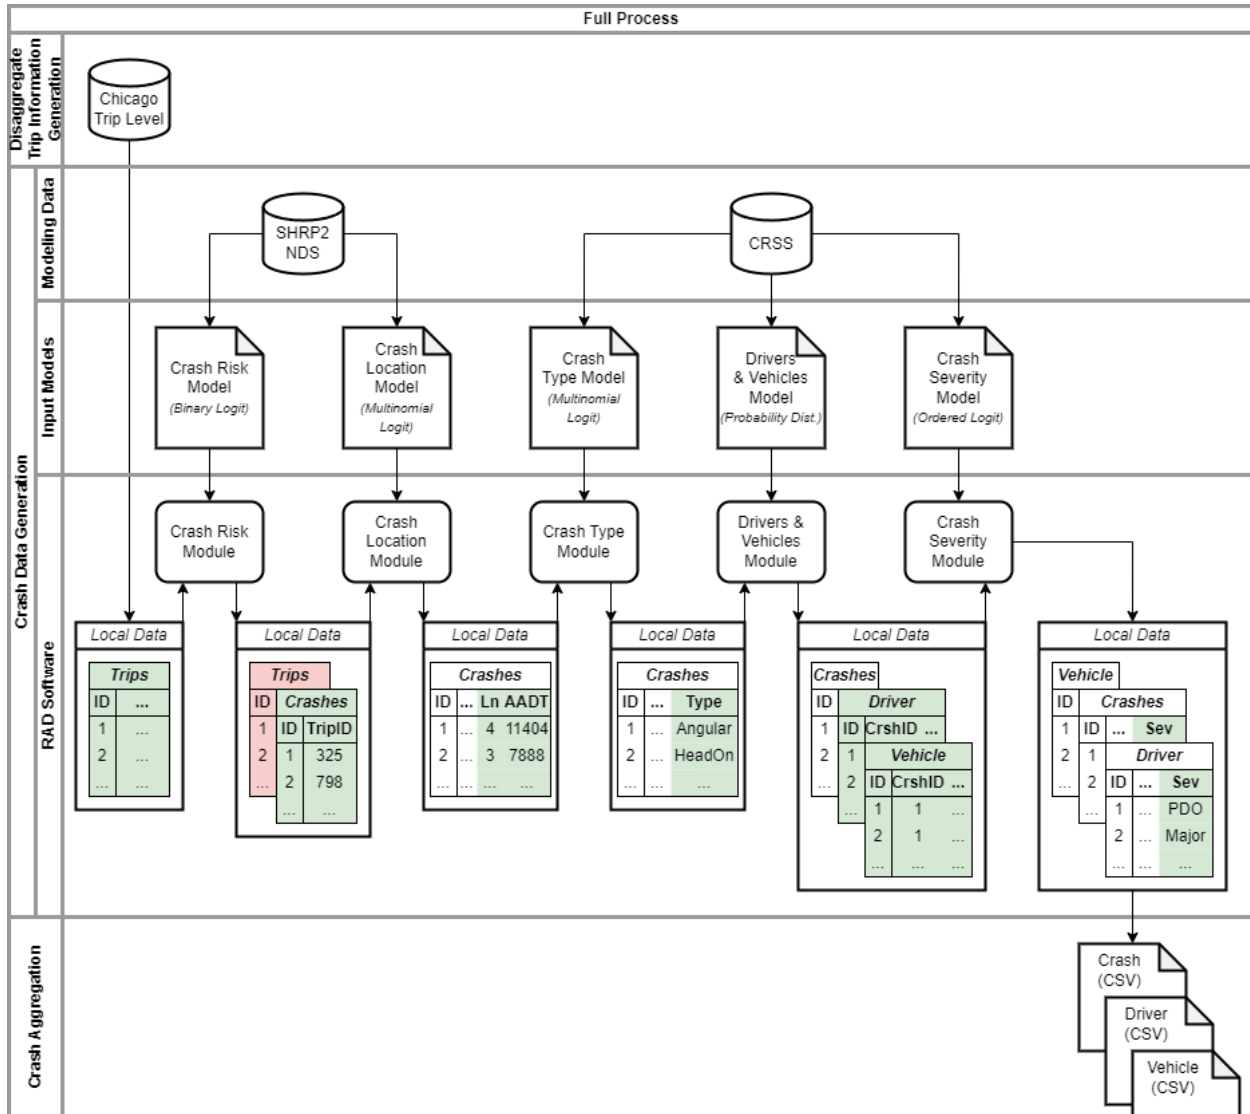 Full Process
Disaggregate
Trip Information
Generation
Chicago
Trip Level
Crash Data Generation
Modeling Data
SHRP2
NDS
CRSS
Input Models
Crash Risk
Model
(Binary Logit)
Crash
Location
Model
(Multinomial
Logit)
Crash
Type Model
(Multinomial
Logit)
Drivers
& Vehicles
Model
(Probability Dist.)
Crash
Severity
Model
(Ordered Logit)
RAD Software
Crash Risk
Module
Crash
Location
Module
Crash Type
Module
Drivers &
Vehicles
Module
Crash
Severity
Module
Local Data
Trips
ID ...
1 ...
2 ...
... ...
Local Data
Trips
ID
1
2
...
Crashes
ID TripID
1 325
2 798
... ...
Local Data
Crashes
ID ... Ln AADT
1 ... 4 11404
2 ... 3 7888
... ... ... ...
Local Data
Crashes
ID ... Type
1 ... Angular
2 ... HeadOn
... ... ...
Local Data
Crashes
ID
1
2
...
Driver
ID CrshID ...
1
2
...
Vehicle
ID CrshID ...
1 1 ...
2 1 ...
... ... ...
Local Data
Vehicle
ID
1
2
...
Crashes
ID ... Sev
1
2
...
Driver
ID ... Sev
1 ... PDO
2 ... Major
... ... ...
Crash Aggregation
Crash
(CSV)
Driver
(CSV)
Vehicle
(CSV)